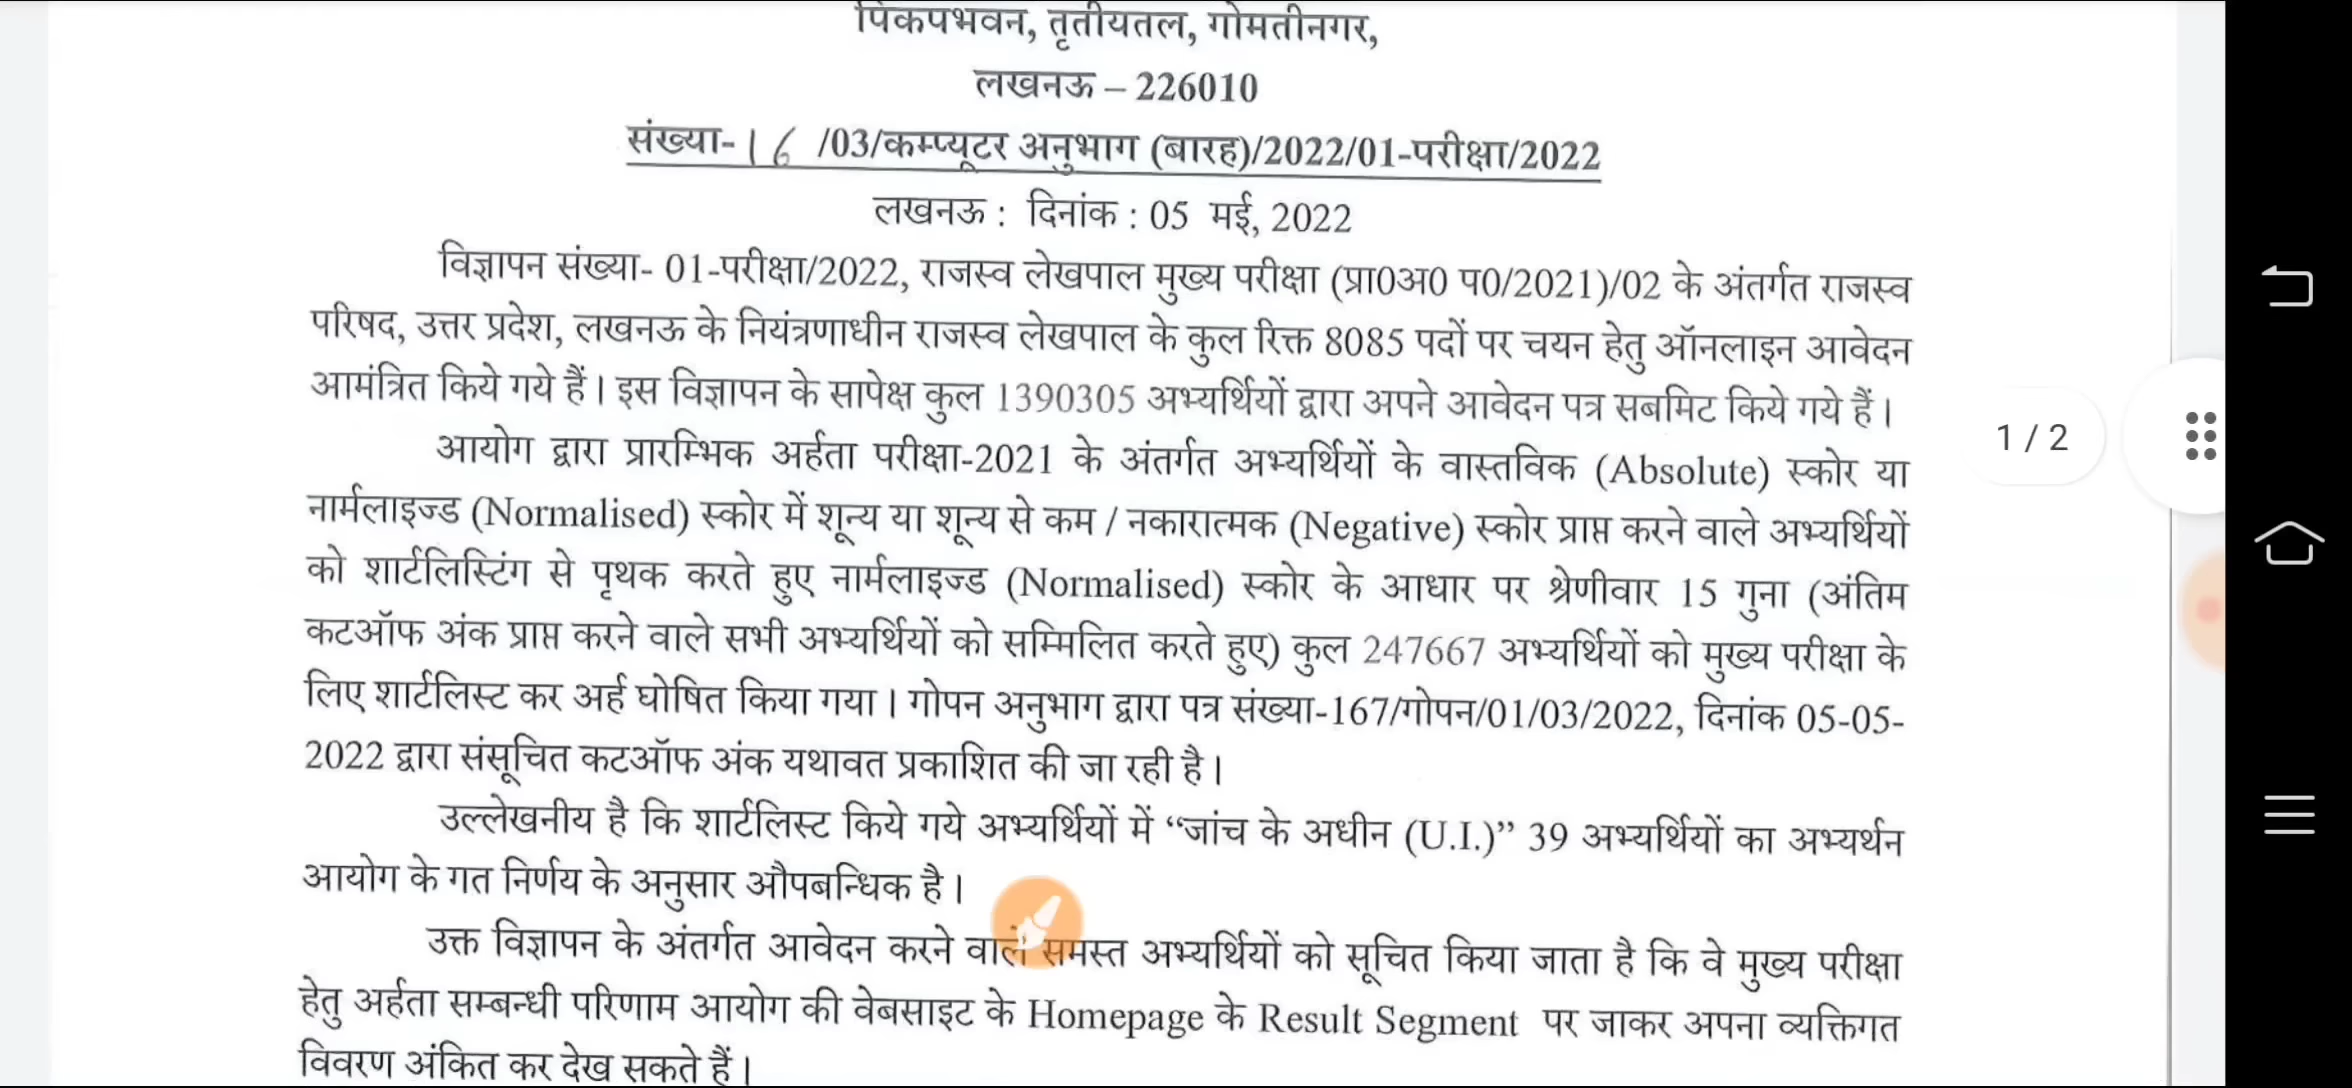 पिकपभवन, तृतीयतल, गोमतीनगर,
लखनऊ – 226010
संख्या- 16 /03/कम्प्यूटर अनुभाग (बारह)/2022/01-परीक्षा/2022
लखनऊ : दिनांक : 05 मई, 2022
विज्ञापन संख्या- 01-परीक्षा/2022, राजस्व लेखपाल मुख्य परीक्षा (प्रा0अ0 प0/2021)/02 के अंतर्गत राजस्व
परिषद, उत्तर प्रदेश, लखनऊ के नियंत्रणाधीन राजस्व लेखपाल के कुल रिक्त 8085 पदों पर चयन हेतु ऑनलाइन आवेदन
आमंत्रित किये गये हैं। इस विज्ञापन के सापेक्ष कुल 1390305 अभ्यर्थियों द्वारा अपने आवेदन पत्र सबमिट किये गये हैं।
आयोग द्वारा प्रारम्भिक अर्हता परीक्षा-2021 के अंतर्गत अभ्यर्थियों के वास्तविक (Absolute) स्कोर या
नार्मलाइज्ड (Normalised) स्कोर में शून्य या शून्य से कम / नकारात्मक (Negative) स्कोर प्राप्त करने वाले अभ्यर्थियों
को शार्टलिस्टिंग से पृथक करते हुए नार्मलाइज्ड (Normalised) स्कोर के आधार पर श्रेणीवार 15 गुना (अंतिम
कटऑफ अंक प्राप्त करने वाले सभी अभ्यर्थियों को सम्मिलित करते हुए) कुल 247667 अभ्यर्थियों को मुख्य परीक्षा के
लिए शार्टलिस्ट कर अर्ह घोषित किया गया। गोपन अनुभाग द्वारा पत्र संख्या-167/गोपन/01/03/2022, दिनांक 05-05-
2022 द्वारा संसूचित कटऑफ अंक यथावत प्रकाशित की जा रही है।
उल्लेखनीय है कि शार्टलिस्ट किये गये अभ्यर्थियों में “जांच के अधीन (U.I.)” 39 अभ्यर्थियों का अभ्यर्थन
आयोग के गत निर्णय के अनुसार औपबन्धिक है।
उक्त विज्ञापन के अंतर्गत आवेदन करने वाले समस्त अभ्यर्थियों को सूचित किया जाता है कि वे मुख्य परीक्षा
हेतु अर्हता सम्बन्धी परिणाम आयोग की वेबसाइट के Homepage के Result Segment पर जाकर अपना व्यक्तिगत
विवरण अंकित कर देख सकते हैं।
1 / 2